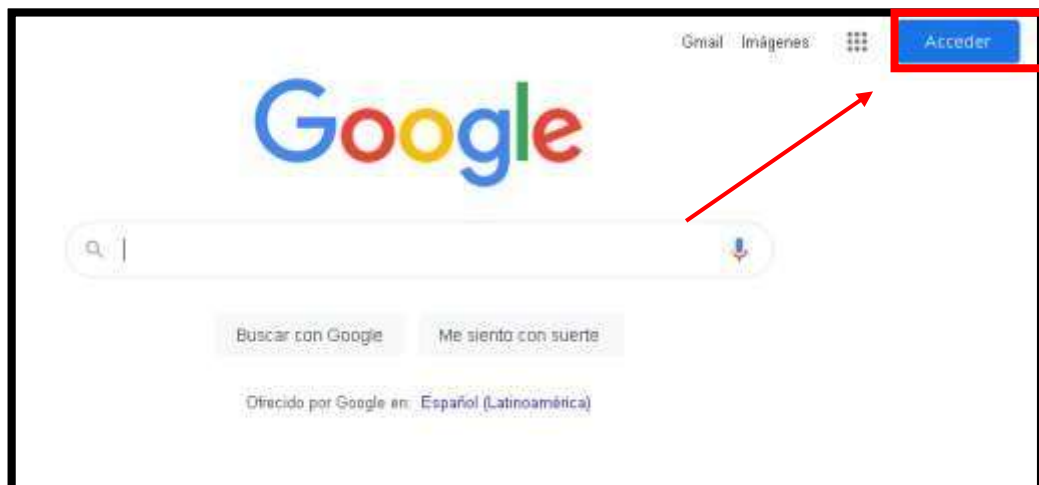 Gmail Imágenes Acceder
Google
Buscar con Google Me siento con suerte
Ofrecido por Google en: Español (Latinoamérica)